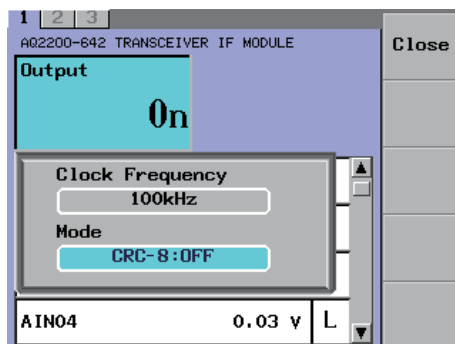 1 2 3
AQ2200-642 TRANSCEIVER IF MODULE
Close
Output
On
Clock Frequency
100kHz
Mode
CRC-8:OFF
AIN04 0.03 V L